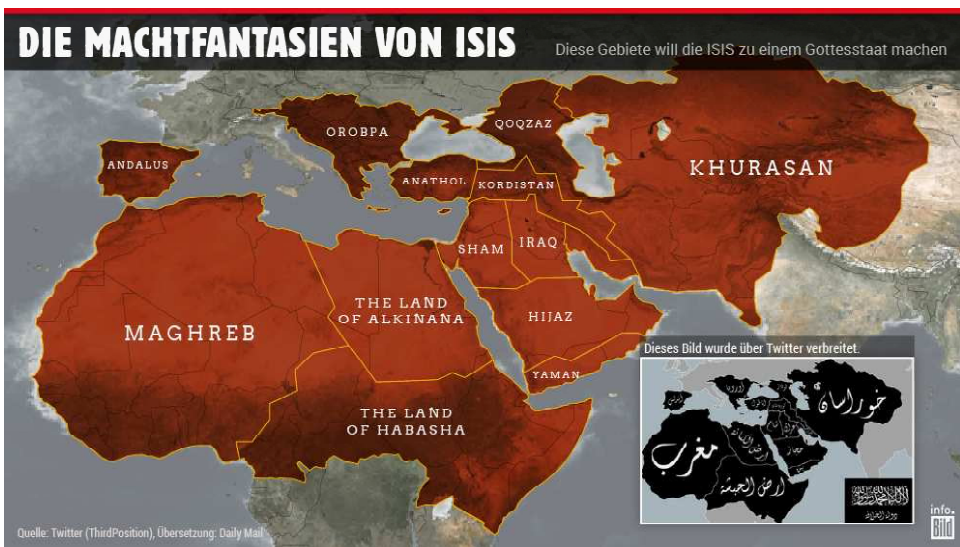 DIE MACHTFANTASIEN VON ISIS
Diese Gebiete will die ISIS zu einem Gottesstaat machen
OROBPA
QOQZAZ
ANDALUS
ANATHOL
KORDISTAN
KHURASAN
SHAM
IRAQ
MAGHREB
THE LAND
OF ALKINANA
HIJAZ
YAMAN
THE LAND
OF HABASHA
Dieses Bild wurde über Twitter verbreitet.
خوراسان
مغرب
حجاز
ارض الحبشة
Quelle: Twitter (ThirdPosition), Übersetzung: Daily Mail
info.
Bild